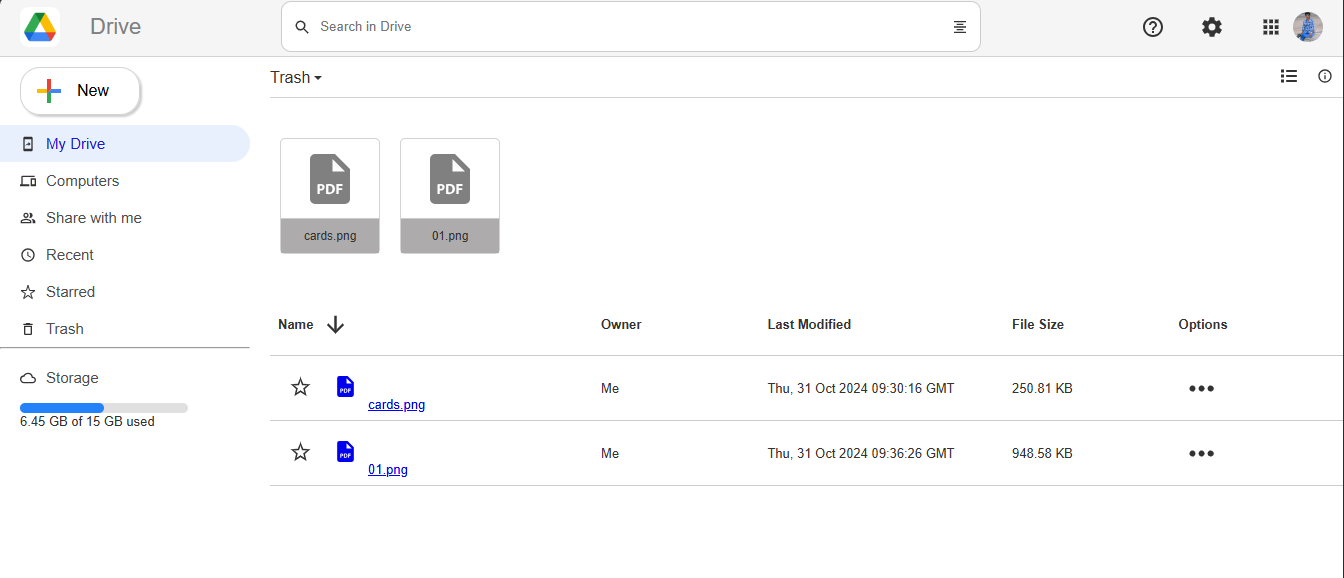 Drive
Search in Drive
New
Trash
My Drive
Computers
Share with me
Recent
Starred
Trash
Storage
6.45 GB of 15 GB used
PDF PDF
cards.png 01.png
Name Owner Last Modified File Size Options
PDF cards.png Me Thu, 31 Oct 2024 09:30:16 GMT 250.81 KB
PDF 01.png Me Thu, 31 Oct 2024 09:36:26 GMT 948.58 KB